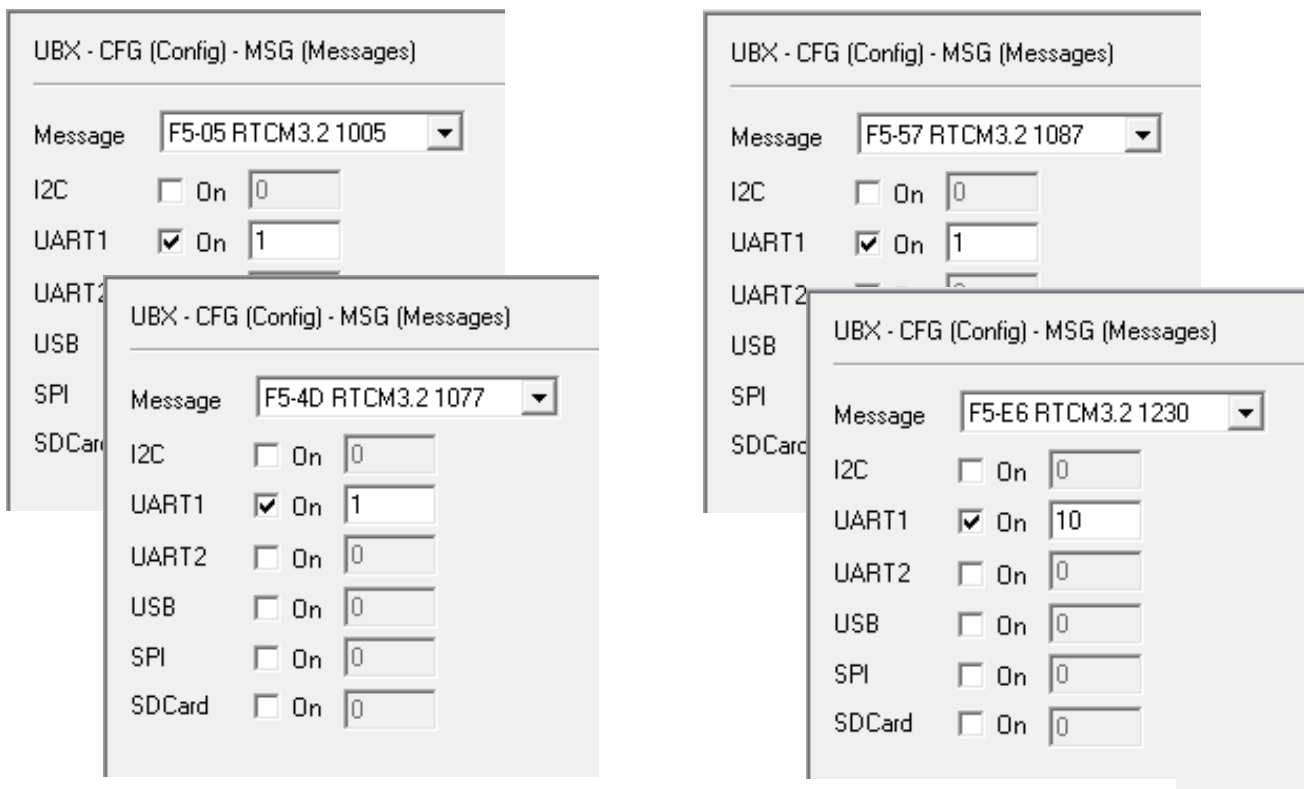 UBX - CFG (Config) - MSG (Messages)
Message F5-05 RTCM3.2 1005
I2C On 0
UART1 On 1
UART2
USB
SPI
UBX - CFG (Config) - MSG (Messages)
Message F5-4D RTCM3.2 1077
I2C On 0
UART1 On 1
UART2 On 0
USB On 0
SPI On 0
SDCard On 0
UBX - CFG (Config) - MSG (Messages)
Message F5-57 RTCM3.2 1087
I2C On 0
UART1 On 1
UART2
USB
SPI
SDCard
UBX - CFG (Config) - MSG (Messages)
Message F5-E6 RTCM3.2 1230
I2C On 0
UART1 On 10
UART2 On 0
USB On 0
SPI On 0
SDCard On 0